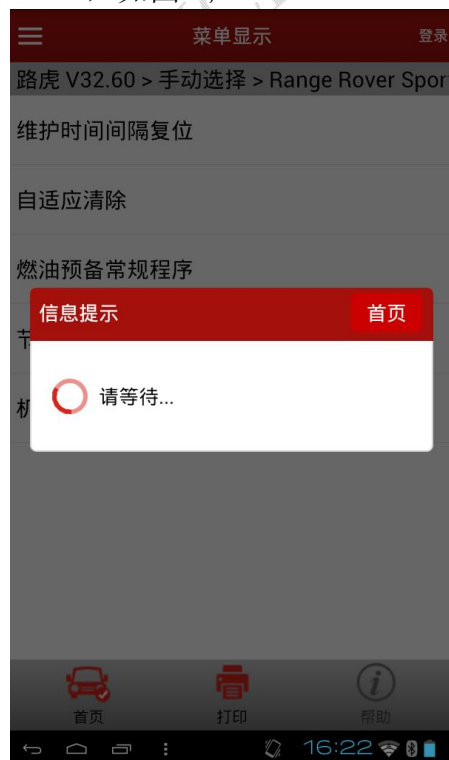 菜单显示
登录
路虎 V32.60 > 手动选择 > Range Rover Spor
维护时间间隔复位
自适应清除
燃油预备常规程序
信息提示
首页
请等待...
首页
打印
帮助
16:22